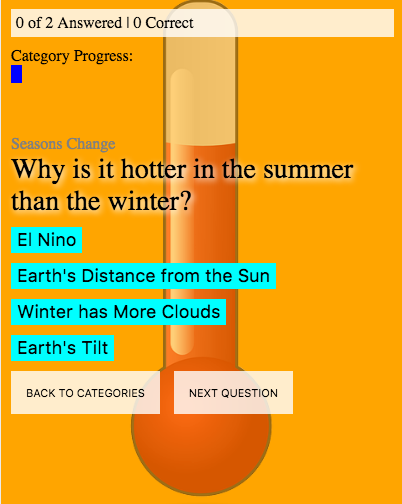 0 of 2 Answered | 0 Correct
Category Progress:
Seasons Change
Why is it hotter in the summer
than the winter?
El Nino
Earth's Distance from the Sun
Winter has More Clouds
Earth's Tilt
BACK TO CATEGORIES
NEXT QUESTION